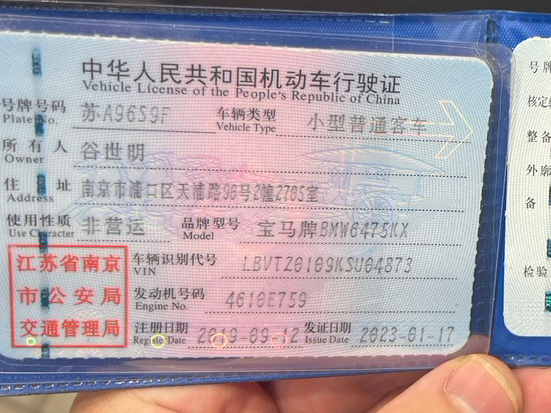 中华人民共和国机动车行驶证
Vehicle License of the People's Republic of China
号牌号码 苏·A96S9F 车辆类型 小型普通客车
Plate No. Vehicle Type
所有人 谷世明
Owner
住址 南京市浦口区天浦路98号2幢2705室
Address
使用性质 非营运 品牌型号 宝马牌BMW6475KX
Use Character Model
江苏省南京
市公安局
交通管理局
车辆识别代号 LBVTZ0109KSU04873
VIN
发动机号码 4610E759
Engine No.
注册日期 2019-09-12 发证日期 2023-01-17
Register Date Issue Date
号牌
核定
整备
外廓
备
检验